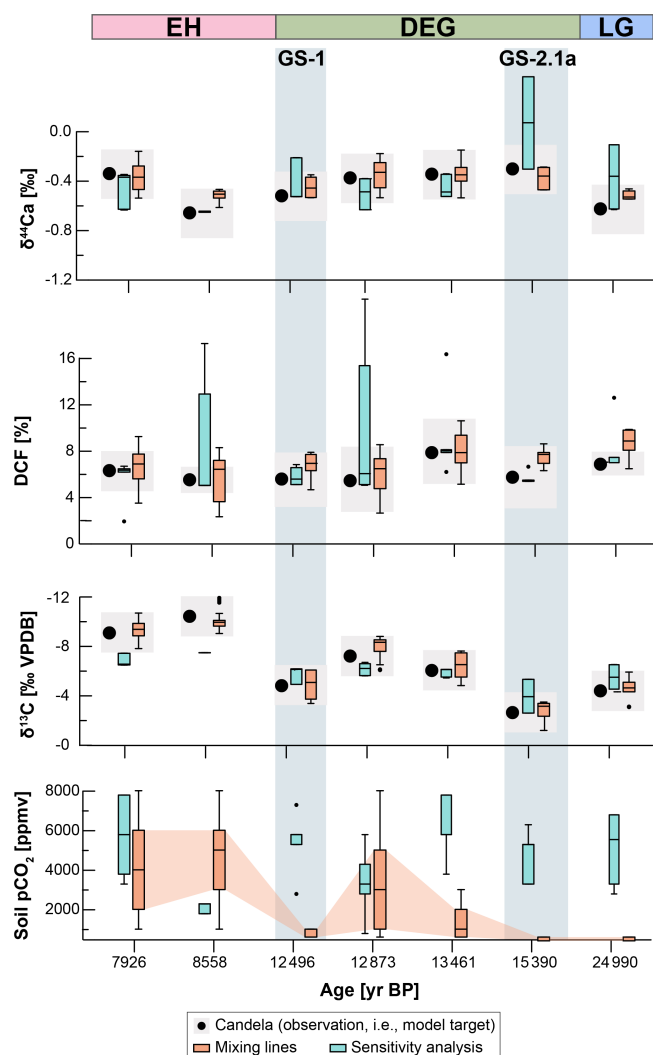 EH DEG LG
GS-1 GS-2.1a
δ⁴⁴Ca [‰]
0.0
-0.4
-0.8
-1.2
DCF [%]
16
12
8
4
0
δ¹³C [‰ VPDB]
-12
-8
-4
-0
Soil pCO₂ [ppmv]
8000
6000
4000
2000
7926 8558 12496 12873 13461 15390 24990
Age [yr BP]
Candela (observation, i.e., model target)
Mixing lines Sensitivity analysis